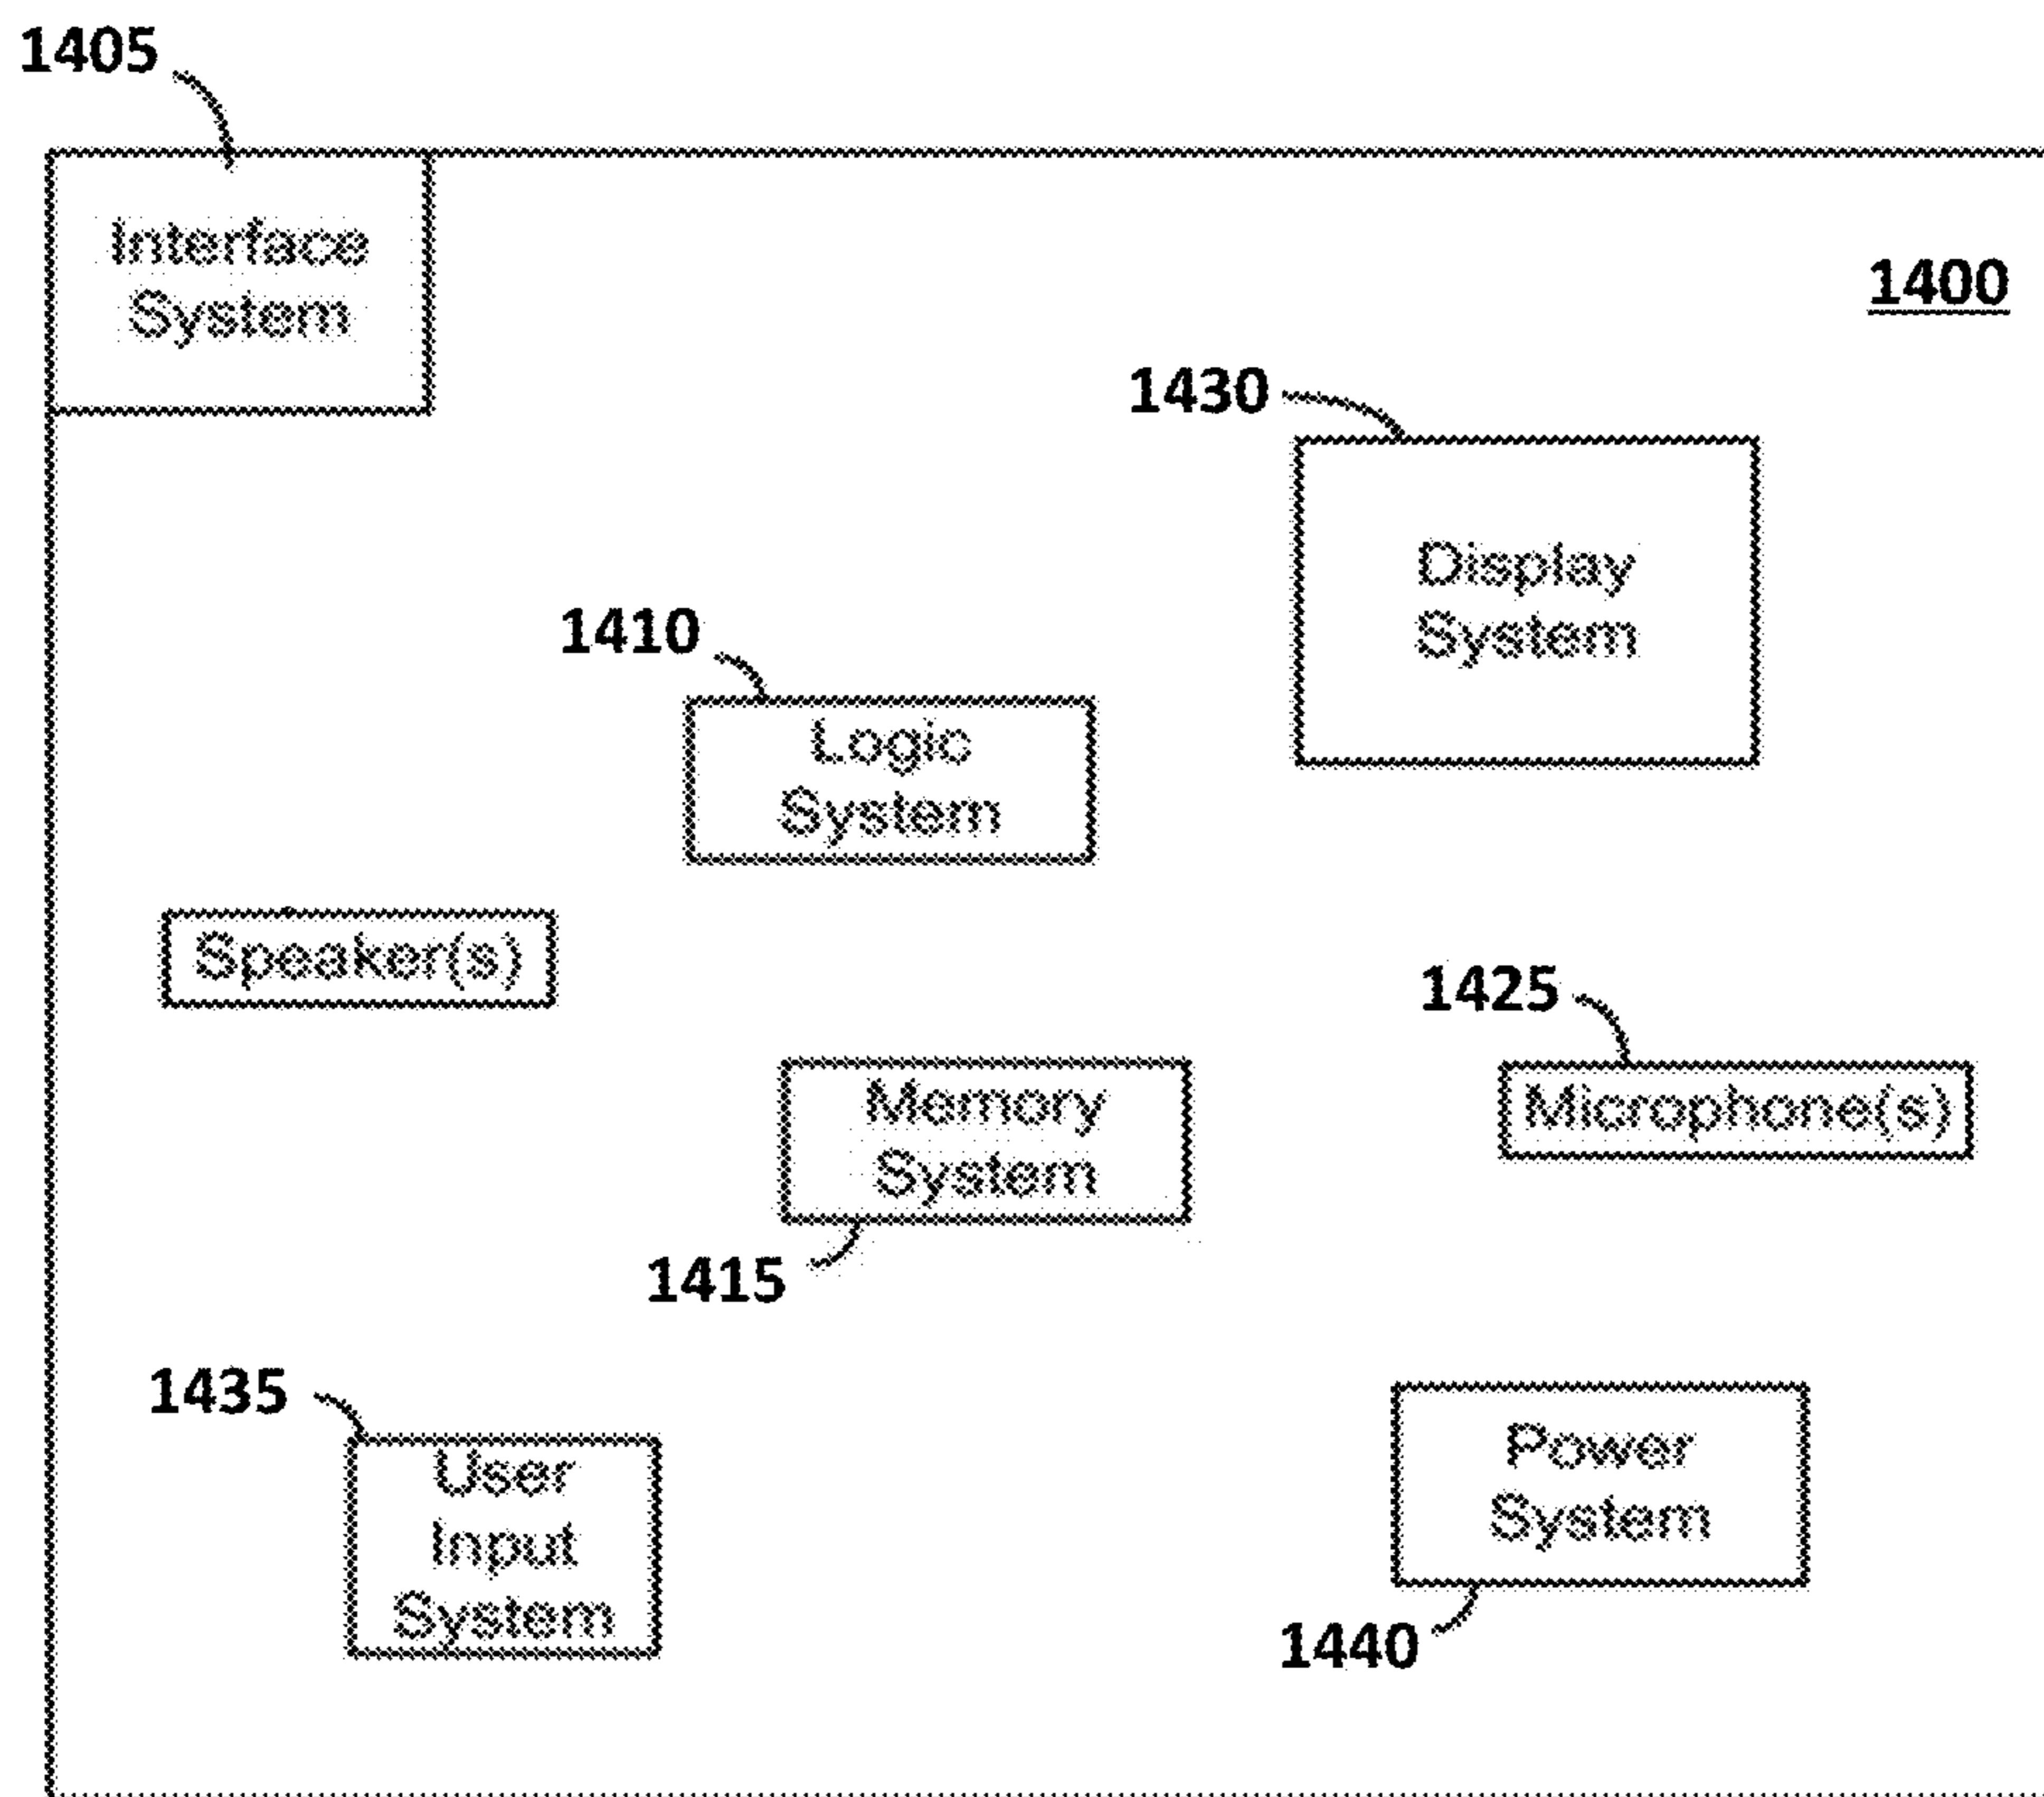 1405
Interface
System
1400
1430
Display
System
1410
Logic
System
Speaker(s)
1425
Microphone(s)
Memory
System
1415
1435
User
Input
System
Power
System
1440